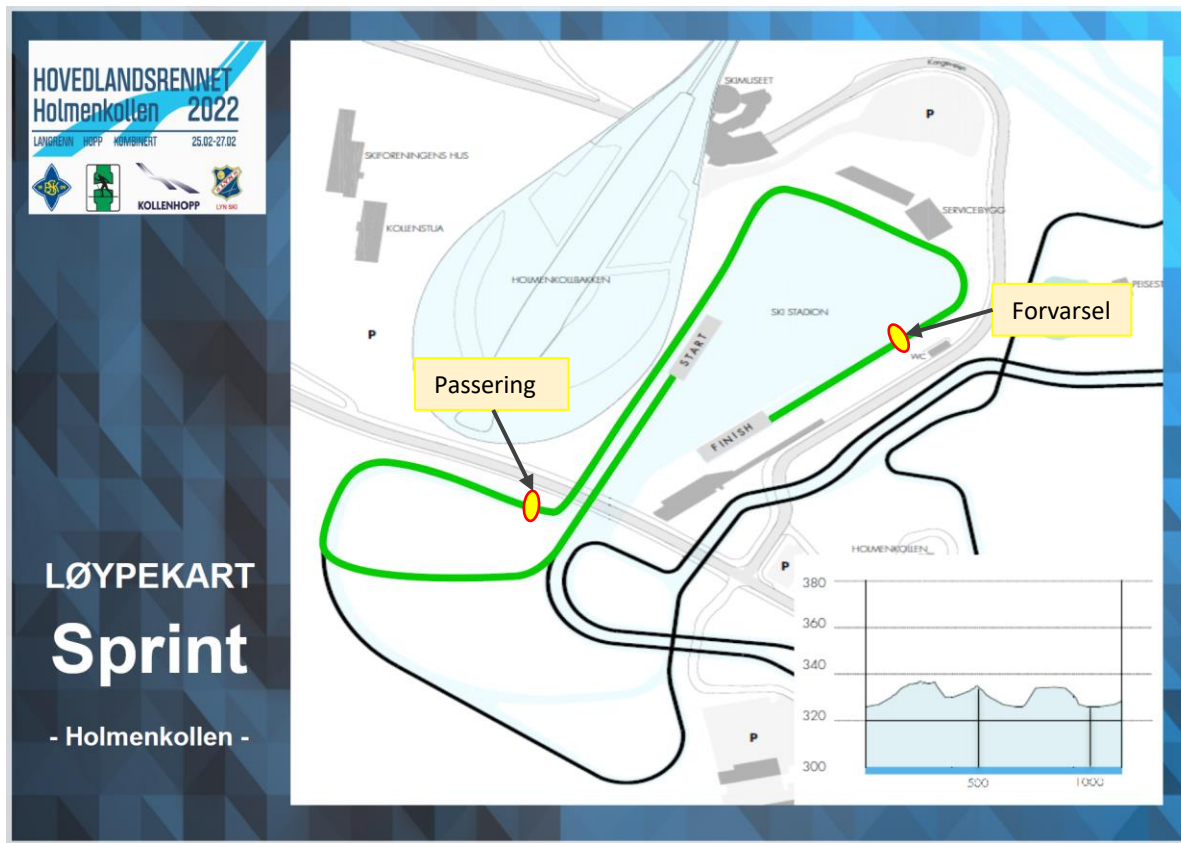 HOVEDLANDSRENNET
Holmenkollen 2022
LANGRENN HOPP KOMBINERT 25.02-27.02
KOLLENHOPP
LYN SKI
LØYPEKART
Sprint
- Holmenkollen -
SKIMUSEET
P
SKIFORENINGENS HUS
KOLLENSTUA
SERVICEBYGG
HOLMENKOLLBAKKEN
SKI STADION
PEISEST
Forvarsel
P
START
WC
Passering
FINISH
HOLMENKOLLEN
P
P
380
360
340
320
300
500
1000